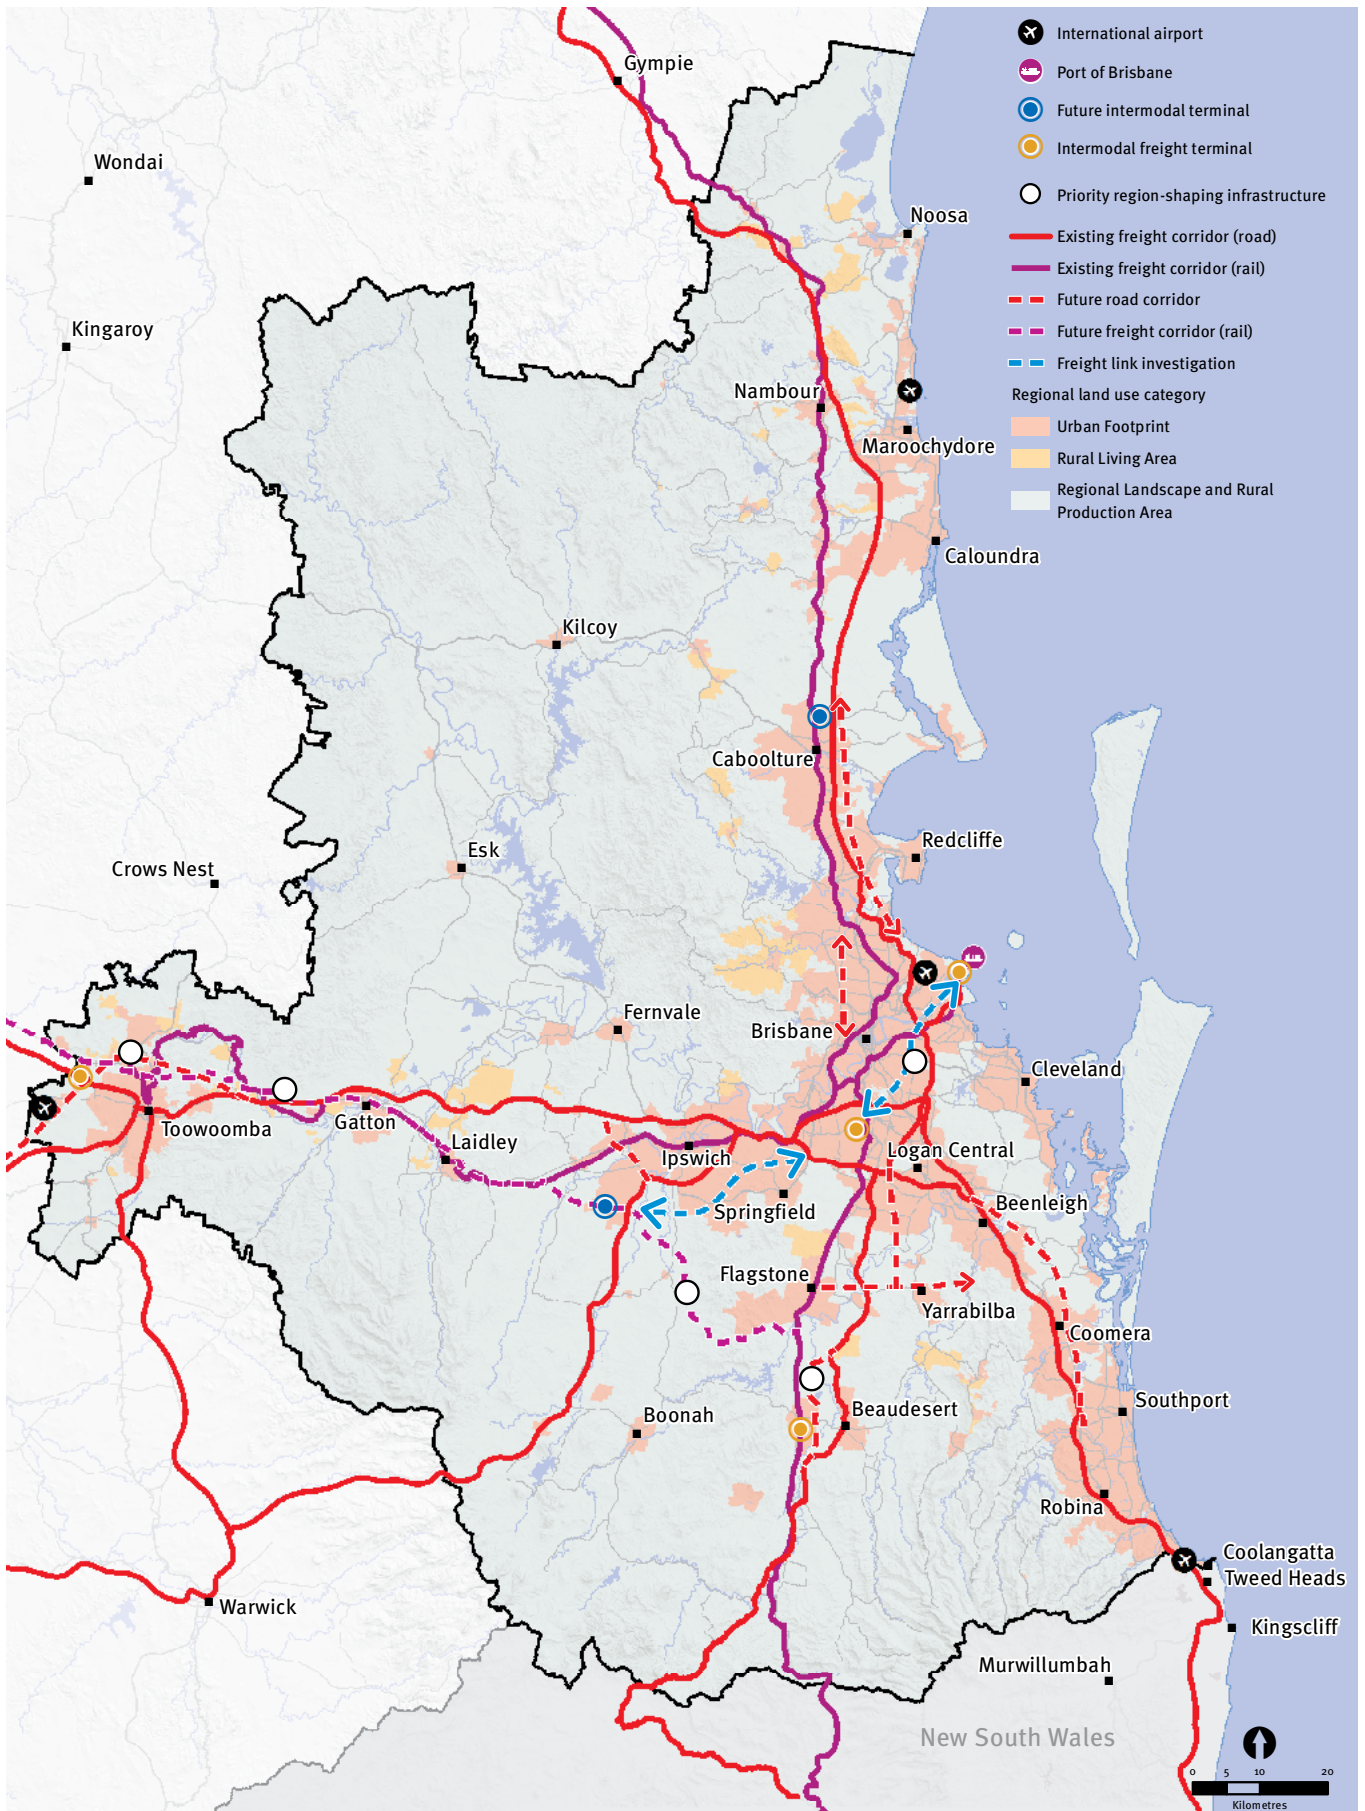 International airport
Port of Brisbane
Future intermodal terminal
Intermodal freight terminal
Priority region-shaping infrastructure
Existing freight corridor (road)
Existing freight corridor (rail)
Future road corridor
Future freight corridor (rail)
Freight link investigation
Regional land use category
Urban Footprint
Rural Living Area
Regional Landscape and Rural
Production Area
Gympie
Wondai
Noosa
Kingaroy
Nambour
Maroochydore
Caloundra
Kilcoy
Caboolture
Redcliffe
Esk
Crows Nest
Fernvale
Brisbane
Cleveland
Toowoomba
Gatton
Laidley
Ipswich
Logan Central
Springfield
Beenleigh
Flagstone
Yarrabilba
Coomera
Southport
Boonah
Beaudesert
Robina
Coolangatta
Tweed Heads
Warwick
Kingscliff
Murwillumbah
New South Wales
0 5 10 20
Kilometres